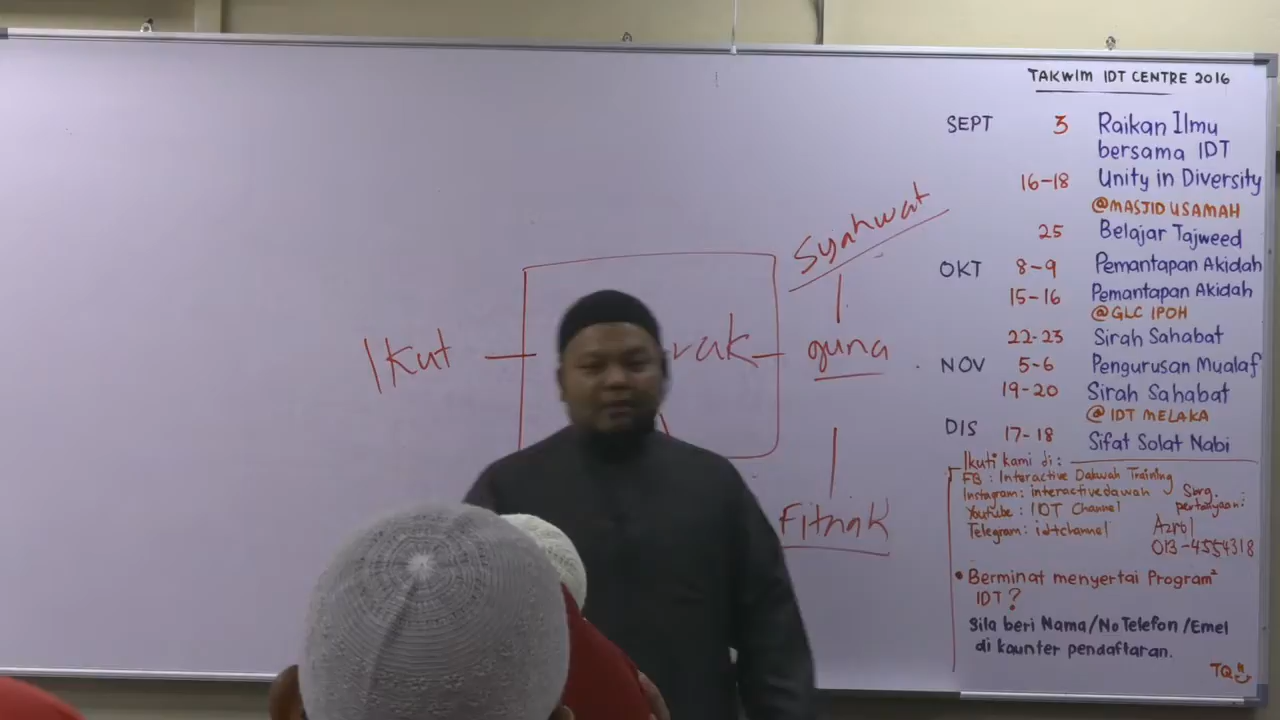 Ikut
Syahwat
guna
Fitnah
TAKWIM IDT CENTRE 2016
SEPT 3 Raikan Ilmu
bersama IDT
16-18 Unity in Diversity
@MASJID USAMAH
25 Belajar Tajweed
OKT 8-9 Pemantapan Akidah
15-16 Pemantapan Akidah
@GLC IPOH
22-23 Sirah Sahabat
NOV 5-6 Pengurusan Mualaf
19-20 Sirah Sahabat
@IDT MELAKA
DIS 17-18 Sifat Solat Nabi
Ikuti kami di:
FB: Interactive Dakwah Training
Instagram: interactivedawah
Youtube: IDT Channel
Telegram: idtchannel
Sbrg.
pertanyaan:
Azrol
013-4554318
• Berminat menyertai Program²
IDT?
Sila beri Nama/No Telefon/Emel
di kaunter pendaftaran.
TQ